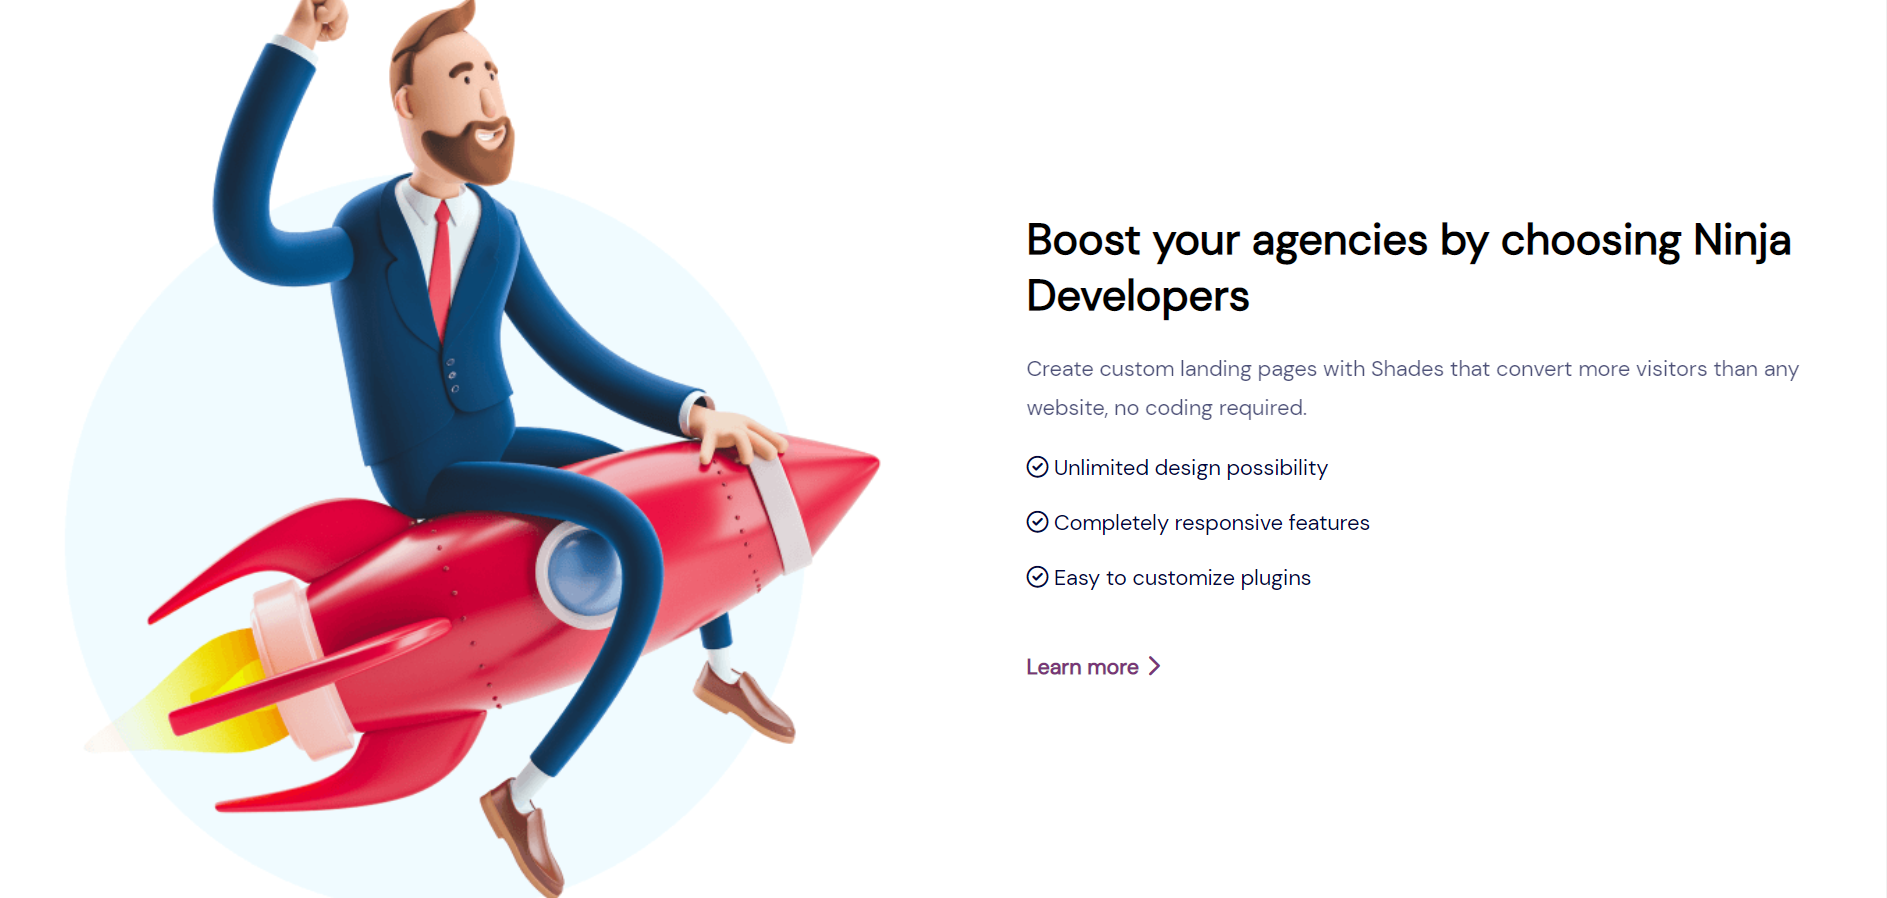 Boost your agencies by choosing Ninja
Developers
Create custom landing pages with Shades that convert more visitors than any
website, no coding required.
Unlimited design possibility
Completely responsive features
Easy to customize plugins
Learn more